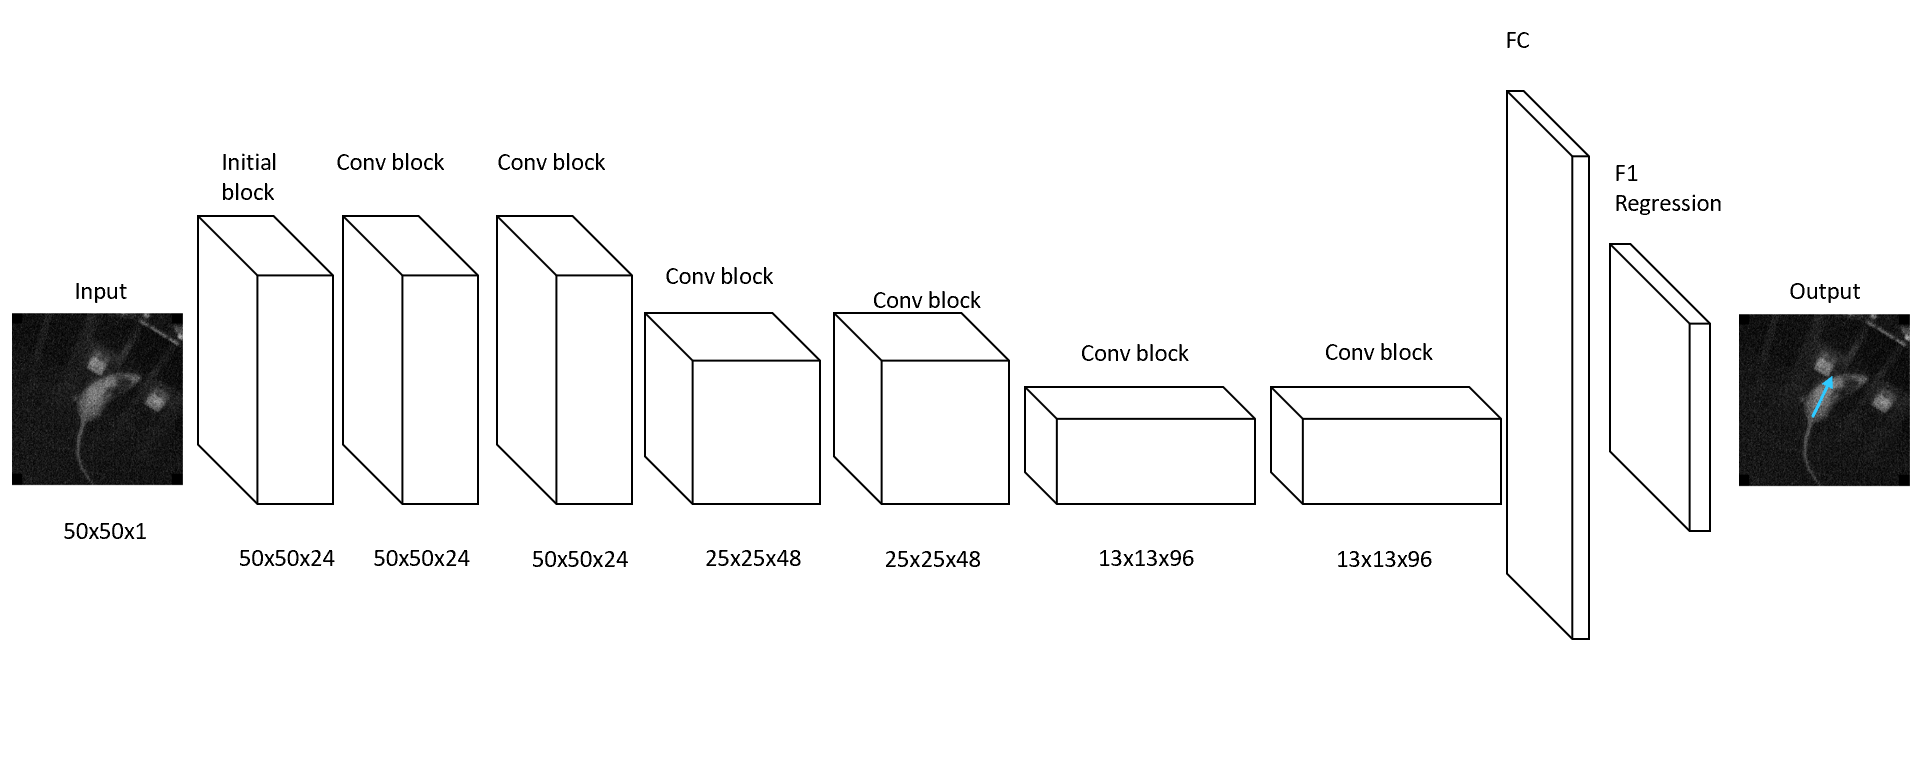 FC
Initial
block
Conv block
Conv block
F1
Regression
Conv block
Conv block
Input
Output
Conv block
Conv block
50x50x1
50x50x24
50x50x24
50x50x24
25x25x48
25x25x48
13x13x96
13x13x96